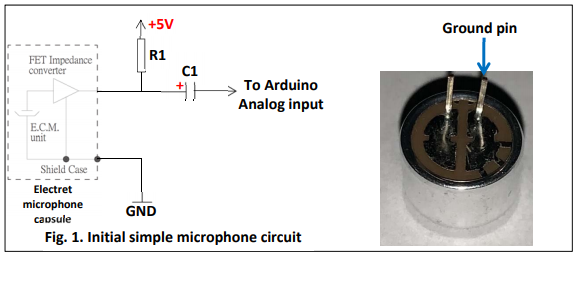 +5V
R1
C1
+
To Arduino
Analog input
FET Impedance
converter
E.C.M.
unit
Shield Case
Electret
microphone
capsule
GND
Ground pin
Fig. 1. Initial simple microphone circuit